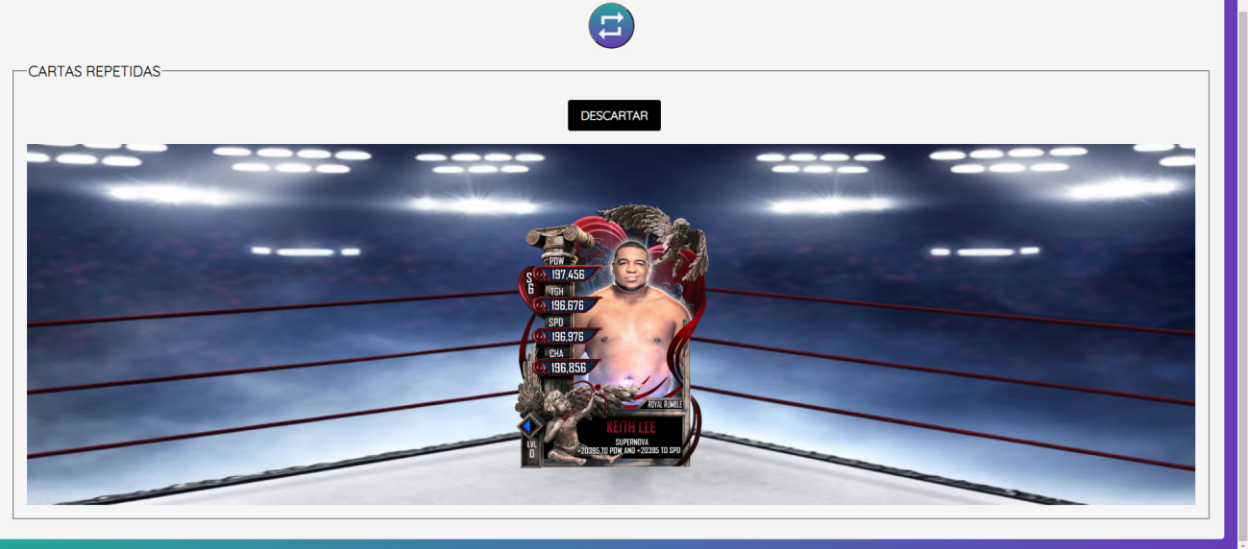 CARTAS REPETIDAS
DESCARTAR
POW
197,456
S6
TGH
196,676
SPD
196,976
CHA
196,856
ROYAL RUMBLE
KEITH LEE
SUPERNOVA
+20395 TO POW AND +20395 TO SPD
LVL
0